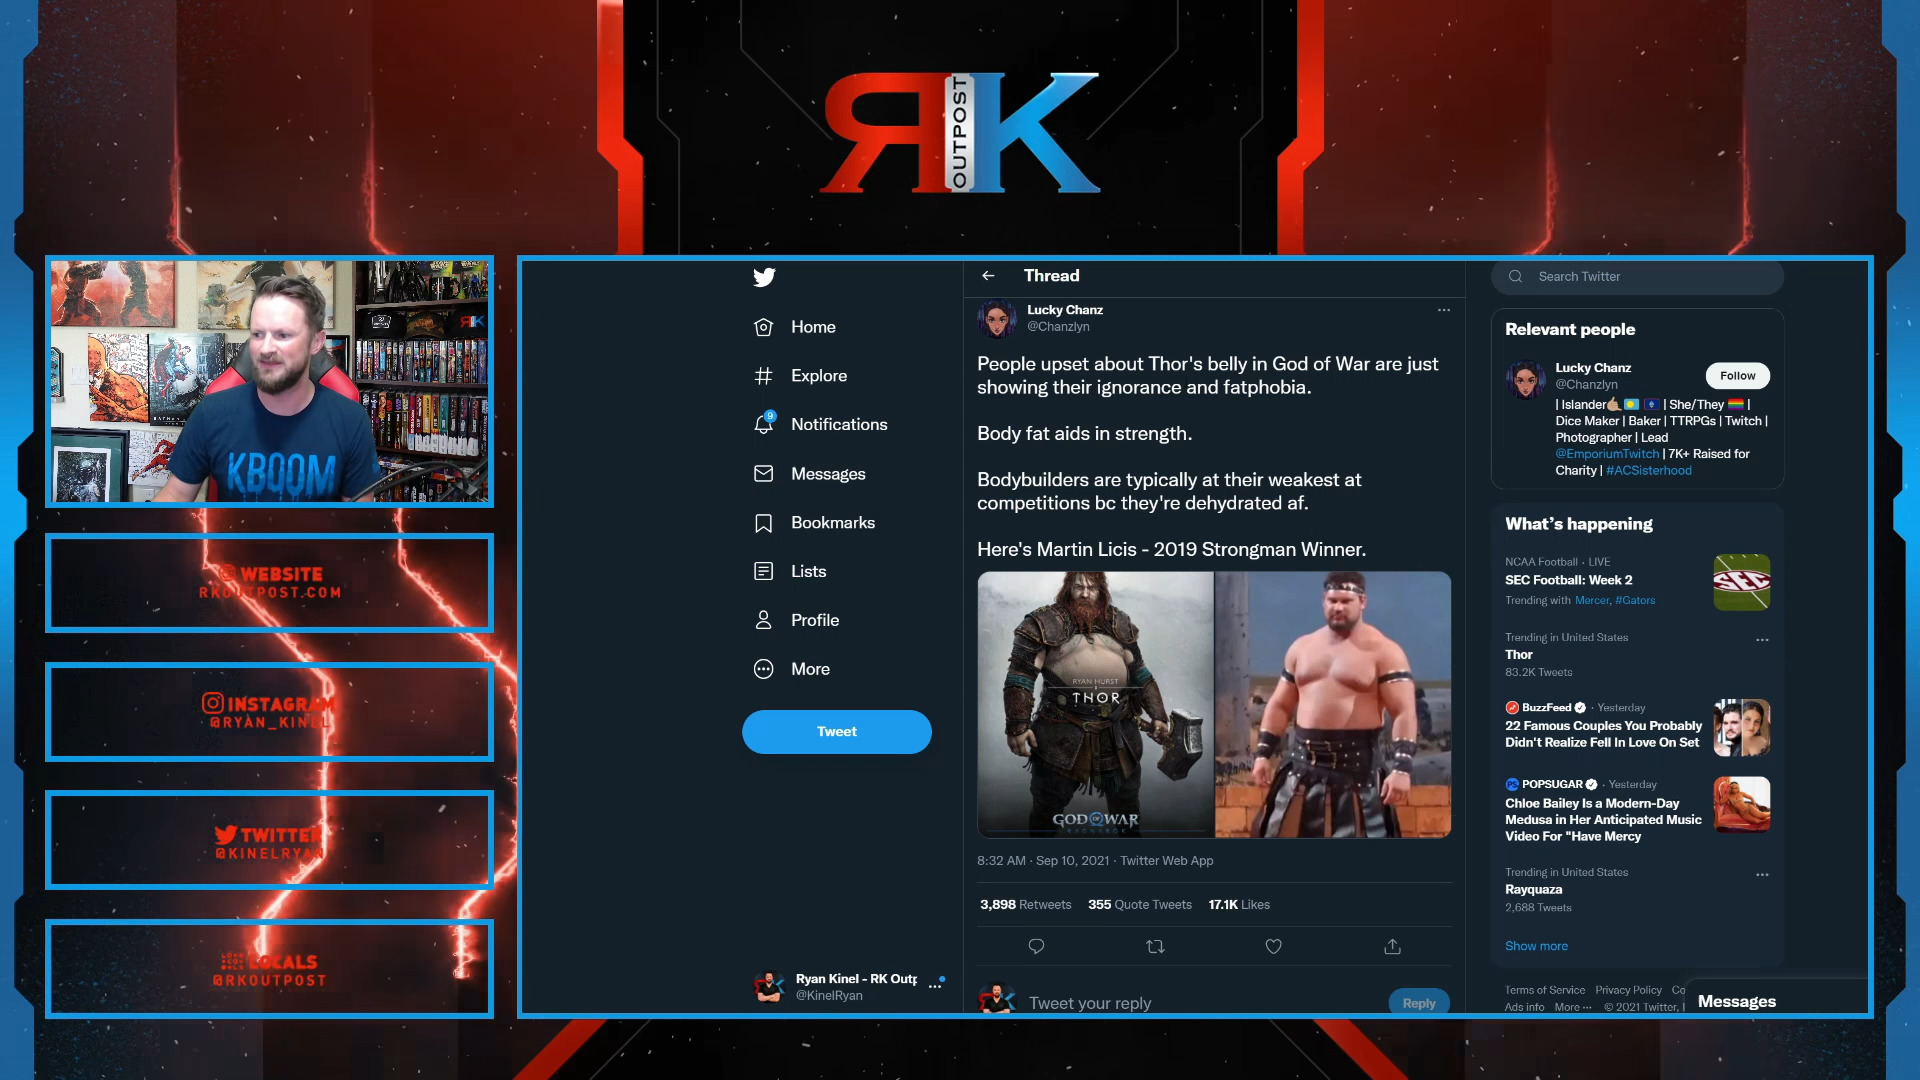 RK
OUTPOST
KBOOM
WEBSITE
RKOUTPOST.COM
INSTAGRAM
@RYAN_KINEL
TWITTER
@KINELRYAN
LOCALS
@RKOUTPOST
Home
Explore
9
Notifications
Messages
Bookmarks
Lists
Profile
More
Tweet
Ryan Kinel - RK Outp
@KinelRyan
Thread
Lucky Chanz
@Chanzlyn
People upset about Thor's belly in God of War are just
showing their ignorance and fatphobia.
Body fat aids in strength.
Bodybuilders are typically at their weakest at
competitions bc they're dehydrated af.
Here's Martin Licis - 2019 Strongman Winner.
RYAN HURST
THOR
GOD OF WAR
RAGNARÖK
8:32 AM · Sep 10, 2021 · Twitter Web App
3,898 Retweets 355 Quote Tweets 17.1K Likes
Tweet your reply
Reply
Search Twitter
Relevant people
Lucky Chanz
@Chanzlyn
Follow
| Islander | She/They |
Dice Maker | Baker | TTRPGs | Twitch |
Photographer | Lead
@EmporiumTwitch | 7K+ Raised for
Charity | #ACSisterhood
What's happening
NCAA Football · LIVE
SEC Football: Week 2
Trending with Mercer, #Gators
SEC
Trending in United States
Thor
83.2K Tweets
BuzzFeed · Yesterday
22 Famous Couples You Probably
Didn't Realize Fell In Love On Set
POPSUGAR · Yesterday
Chloe Bailey Is a Modern-Day
Medusa in Her Anticipated Music
Video For "Have Mercy
Trending in United States
Rayquaza
2,688 Tweets
Show more
Terms of Service Privacy Policy Co
Ads info More ··· © 2021 Twitter, I
Messages